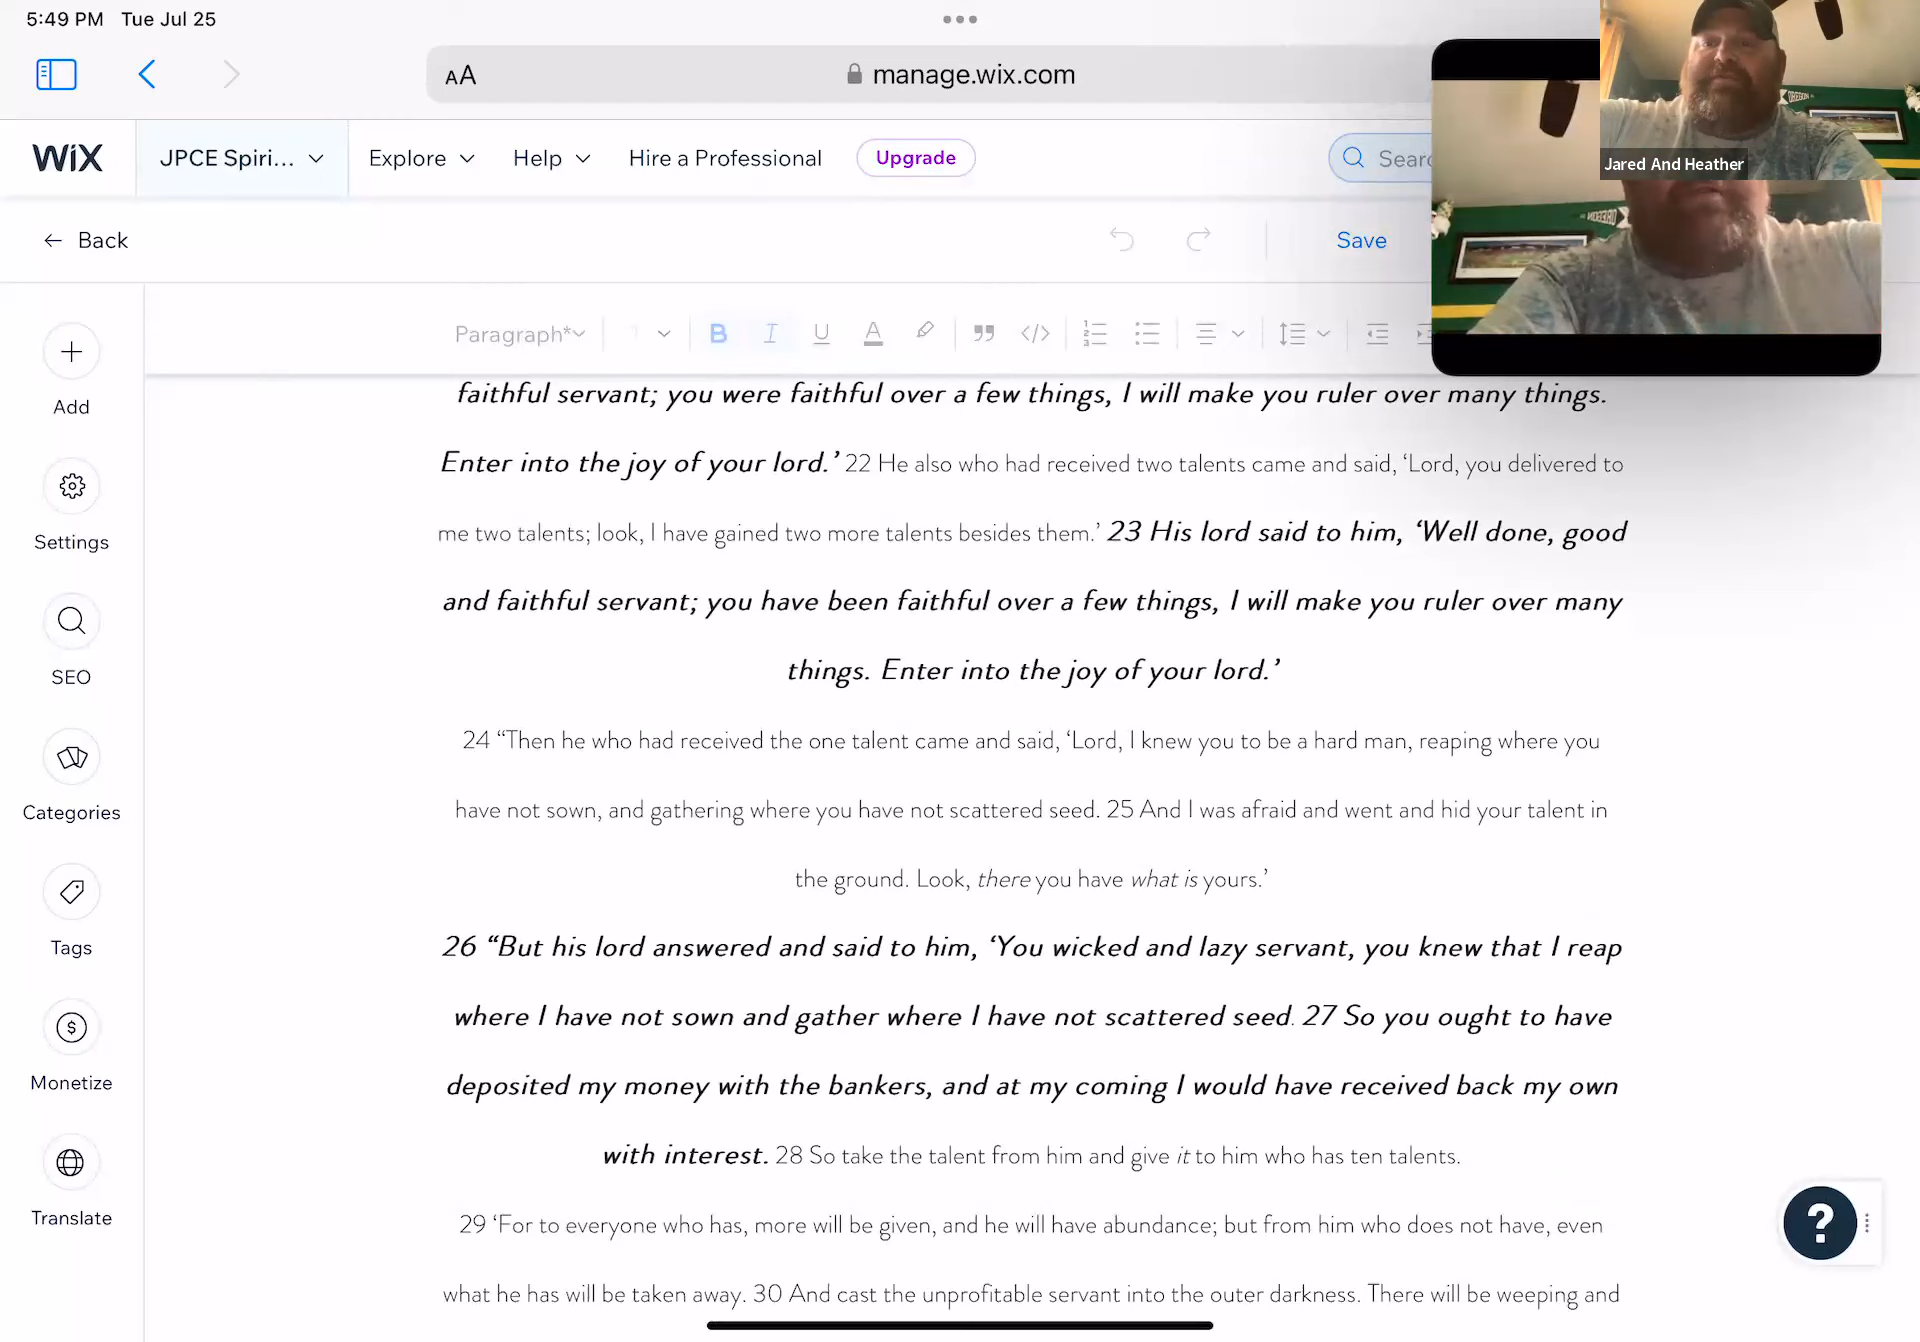 5:49 PM Tue Jul 25
AA manage.wix.com
WiX JPCE Spiri... Explore Help Hire a Professional Upgrade
Jared And Heather
OREGON
Back Save
Paragraph* B I U A
Add
Settings
SEO
Categories
Tags
Monetize
Translate
faithful servant; you were faithful over a few things, I will make you ruler over many things.
Enter into the joy of your lord.’ 22 He also who had received two talents came and said, ‘Lord, you delivered to
me two talents; look, I have gained two more talents besides them.’ 23 His lord said to him, ‘Well done, good
and faithful servant; you have been faithful over a few things, I will make you ruler over many
things. Enter into the joy of your lord.’
24 “Then he who had received the one talent came and said, ‘Lord, I knew you to be a hard man, reaping where you
have not sown, and gathering where you have not scattered seed. 25 And I was afraid and went and hid your talent in
the ground. Look, there you have what is yours.’
26 “But his lord answered and said to him, ‘You wicked and lazy servant, you knew that I reap
where I have not sown and gather where I have not scattered seed. 27 So you ought to have
deposited my money with the bankers, and at my coming I would have received back my own
with interest. 28 So take the talent from him and give it to him who has ten talents.
29 ‘For to everyone who has, more will be given, and he will have abundance; but from him who does not have, even
what he has will be taken away. 30 And cast the unprofitable servant into the outer darkness. There will be weeping and